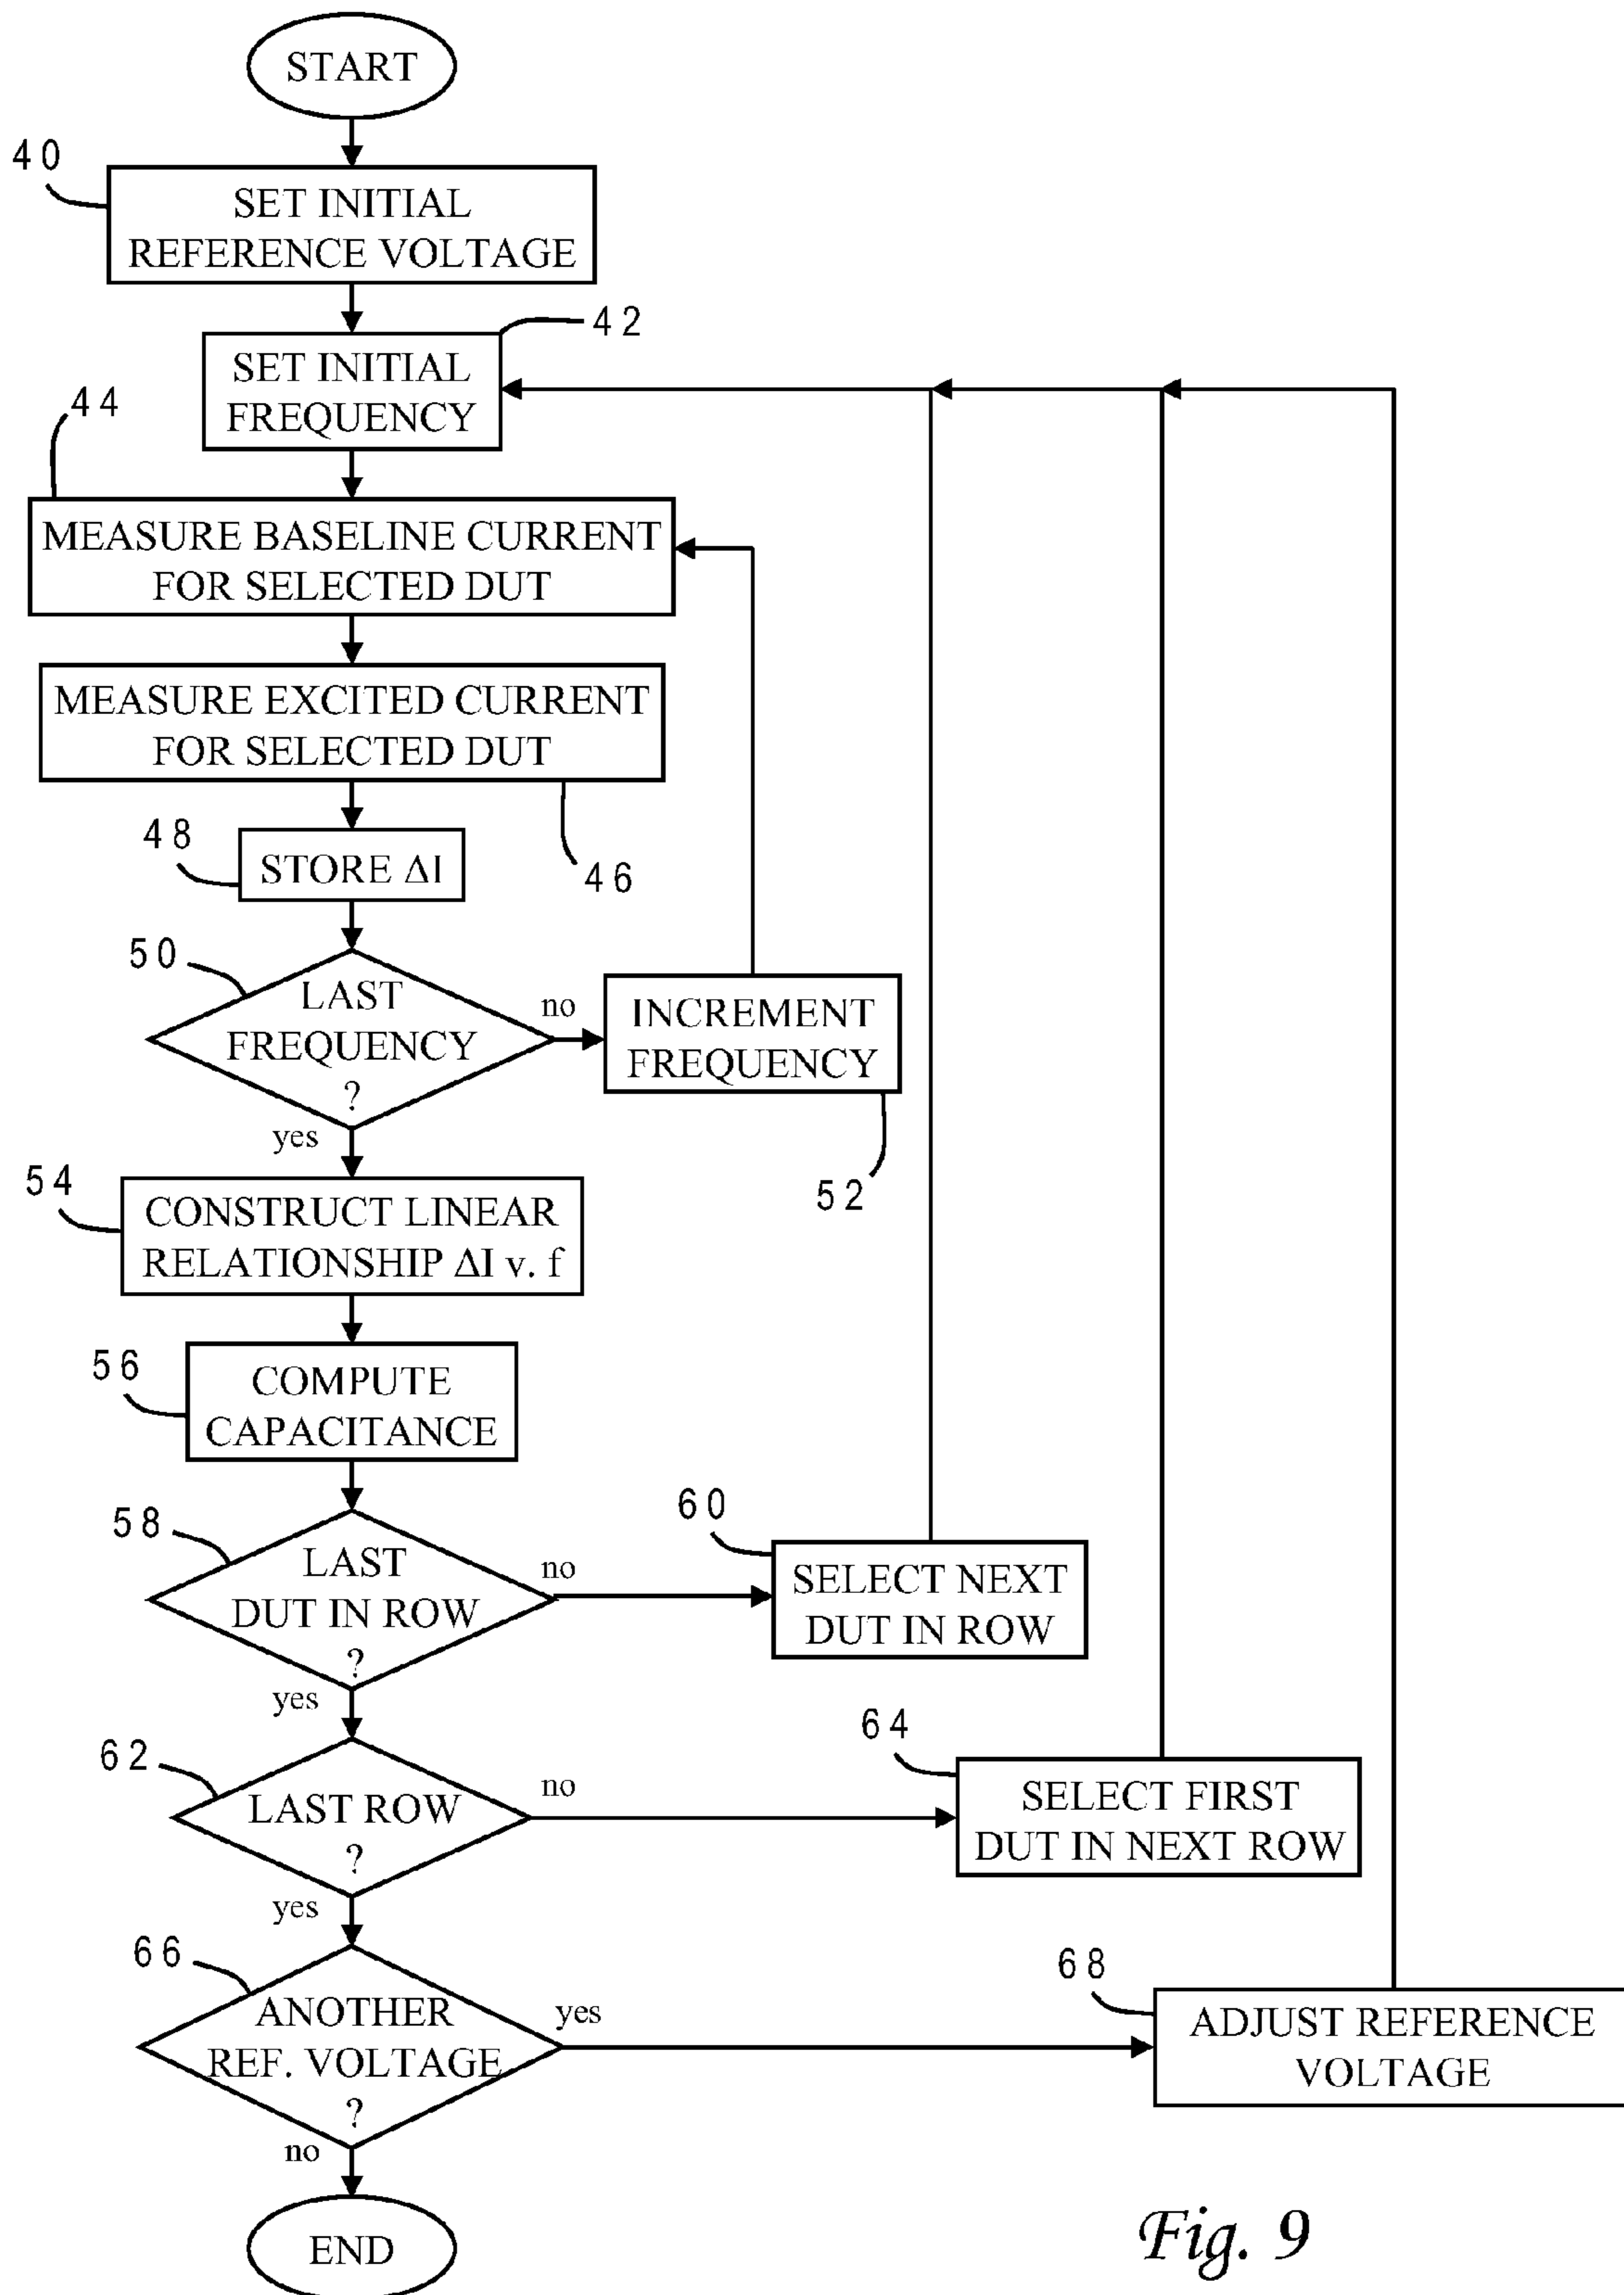 START
40
SET INITIAL
REFERENCE VOLTAGE
42
SET INITIAL
FREQUENCY
44
MEASURE BASELINE CURRENT
FOR SELECTED DUT
MEASURE EXCITED CURRENT
FOR SELECTED DUT
46
48
STORE ΔI
50
LAST
FREQUENCY
?
no
yes
INCREMENT
FREQUENCY
52
54
CONSTRUCT LINEAR
RELATIONSHIP ΔI v. f
56
COMPUTE
CAPACITANCE
58
LAST
DUT IN ROW
?
no
yes
60
SELECT NEXT
DUT IN ROW
62
LAST ROW
?
no
yes
64
SELECT FIRST
DUT IN NEXT ROW
66
ANOTHER
REF. VOLTAGE
?
yes
no
68
ADJUST REFERENCE
VOLTAGE
END
Fig. 9